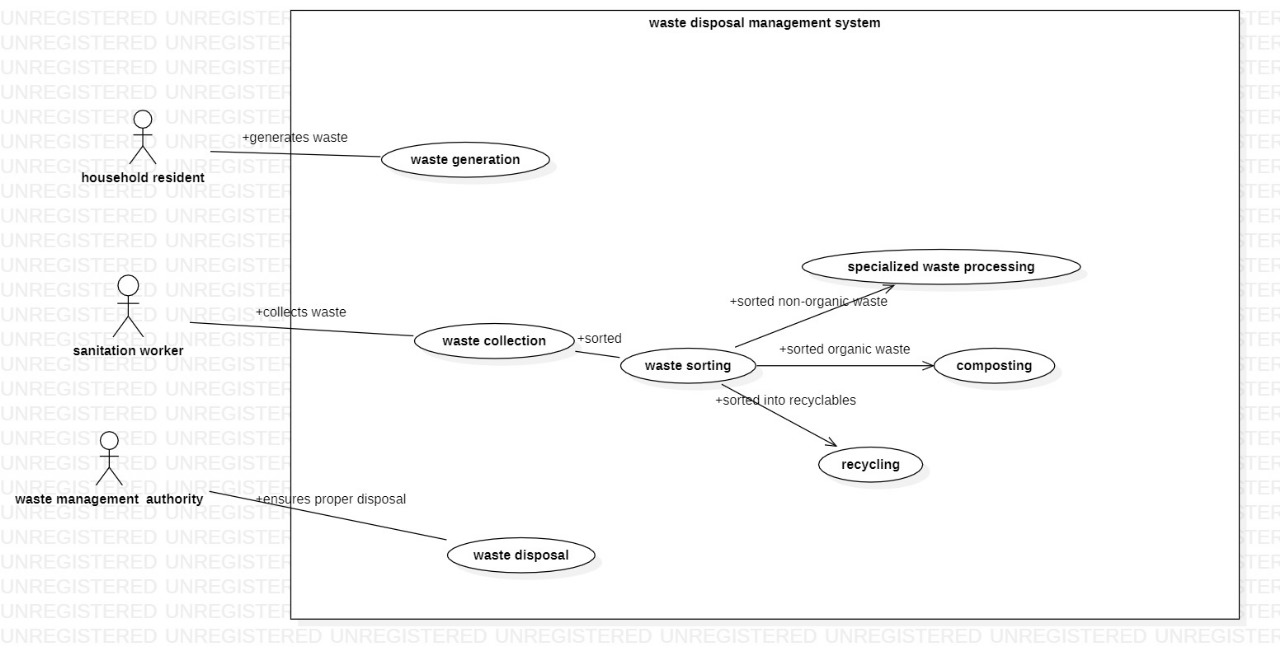 waste disposal management system
+generates waste
waste generation
household resident
specialized waste processing
+sorted non-organic waste
+collects waste
waste collection
+sorted
sanitation worker
waste sorting
+sorted organic waste
composting
+sorted into recyclables
recycling
waste management  authority
+ensures proper disposal
waste disposal
UNREGISTERED UNREGISTERED UNREGISTERED UNREGISTERED UNREGISTERED UNREGISTERED UNREGISTERED UNREGISTERED